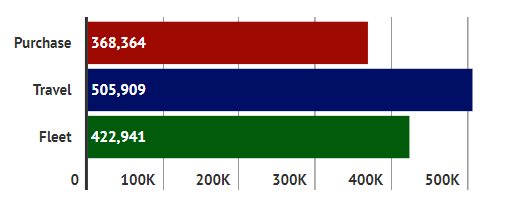 Purchase 368,364
Travel 505,909
Fleet 422,941
0 100K 200K 300K 400K 500K